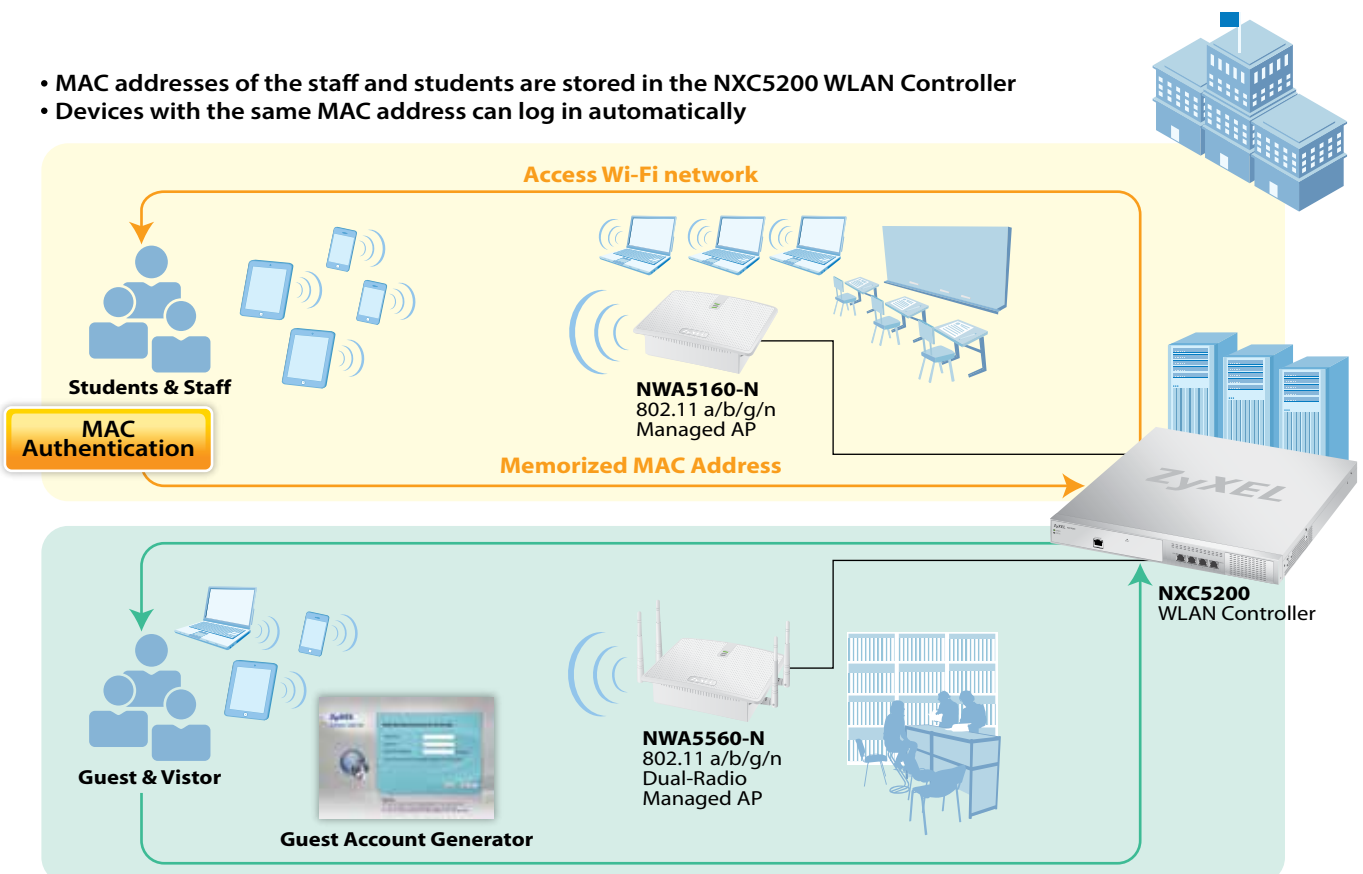 • MAC addresses of the staff and students are stored in the NXC5200 WLAN Controller
• Devices with the same MAC address can log in automatically
Access Wi-Fi network
Students & Staff
MAC
Authentication
NWA5160-N
802.11 a/b/g/n
Managed AP
Memorized MAC Address
ZyXEL
ZyXEL
NXC5200
WLAN Controller
Guest & Vistor
ZyXEL
Guest Account Generator
NWA5560-N
802.11 a/b/g/n
Dual-Radio
Managed AP